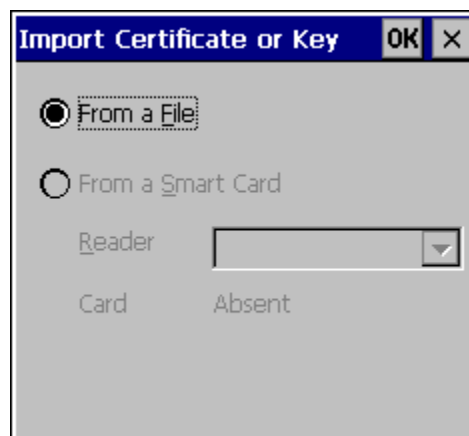 Import Certificate or Key OK
From a File
From a Smart Card
Reader
Card Absent